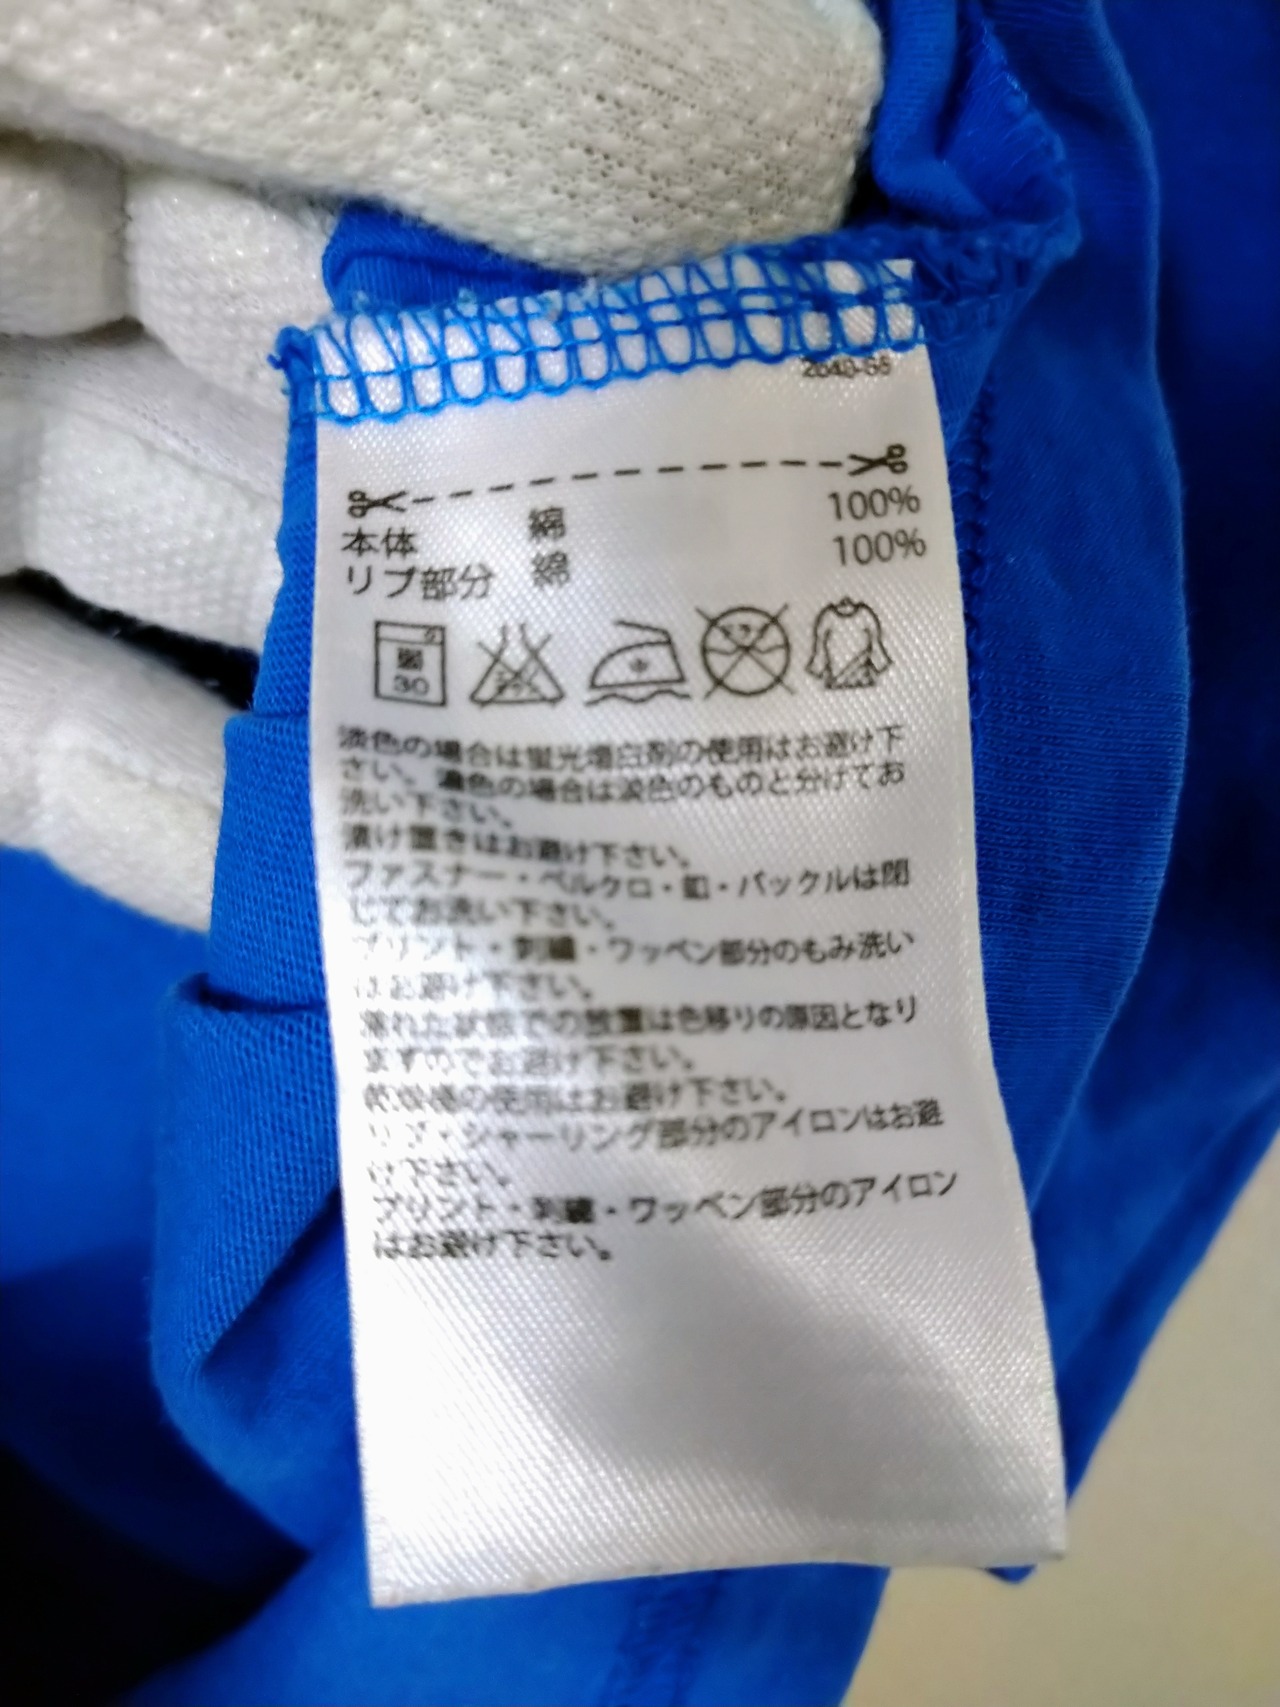 本体 綿 100%
リブ部分 綿 100%
30
淡色の場合は蛍光増白剤の使用はお避け下
さい。濃色の場合は淡色のものと分けてお
洗い下さい。
漬け置きはお避け下さい。
ファスナー・ベルクロ・釦・バックルは閉
じてお洗い下さい。
プリント・刺繍・ワッペン部分のもみ洗い
はお避け下さい。
濡れた状態での放置は色移りの原因となり
ますのでお避け下さい。
乾燥機の使用はお避け下さい。
リブ・シャーリング部分のアイロンはお避
け下さい。
プリント・刺繍・ワッペン部分のアイロン
はお避け下さい。